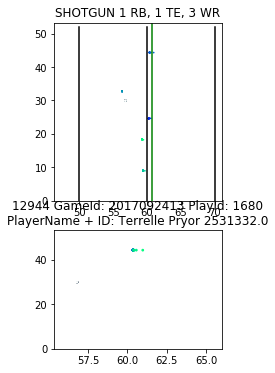 SHOTGUN 1 RB, 1 TE, 3 WR
50
40
30
20
10
0
50 55 60 65 70
12944 GameId: 2017092413 PlayId: 1680
PlayerName + ID: Terrelle Pryor 2531332.0
40
20
0
57.5 60.0 62.5 65.0